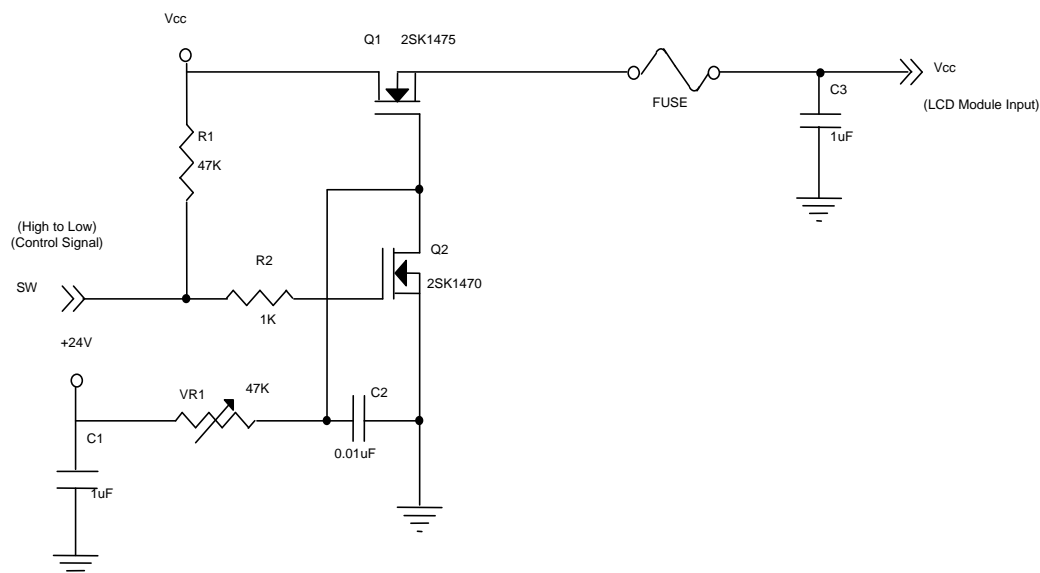 Vcc
Q1 2SK1475
Vcc
FUSE
C3
(LCD Module Input)
R1
1uF
47K
(High to Low)
(Control Signal)
Q2
R2
SW
2SK1470
1K
+24V
VR1
47K
C2
C1
0.01uF
1uF